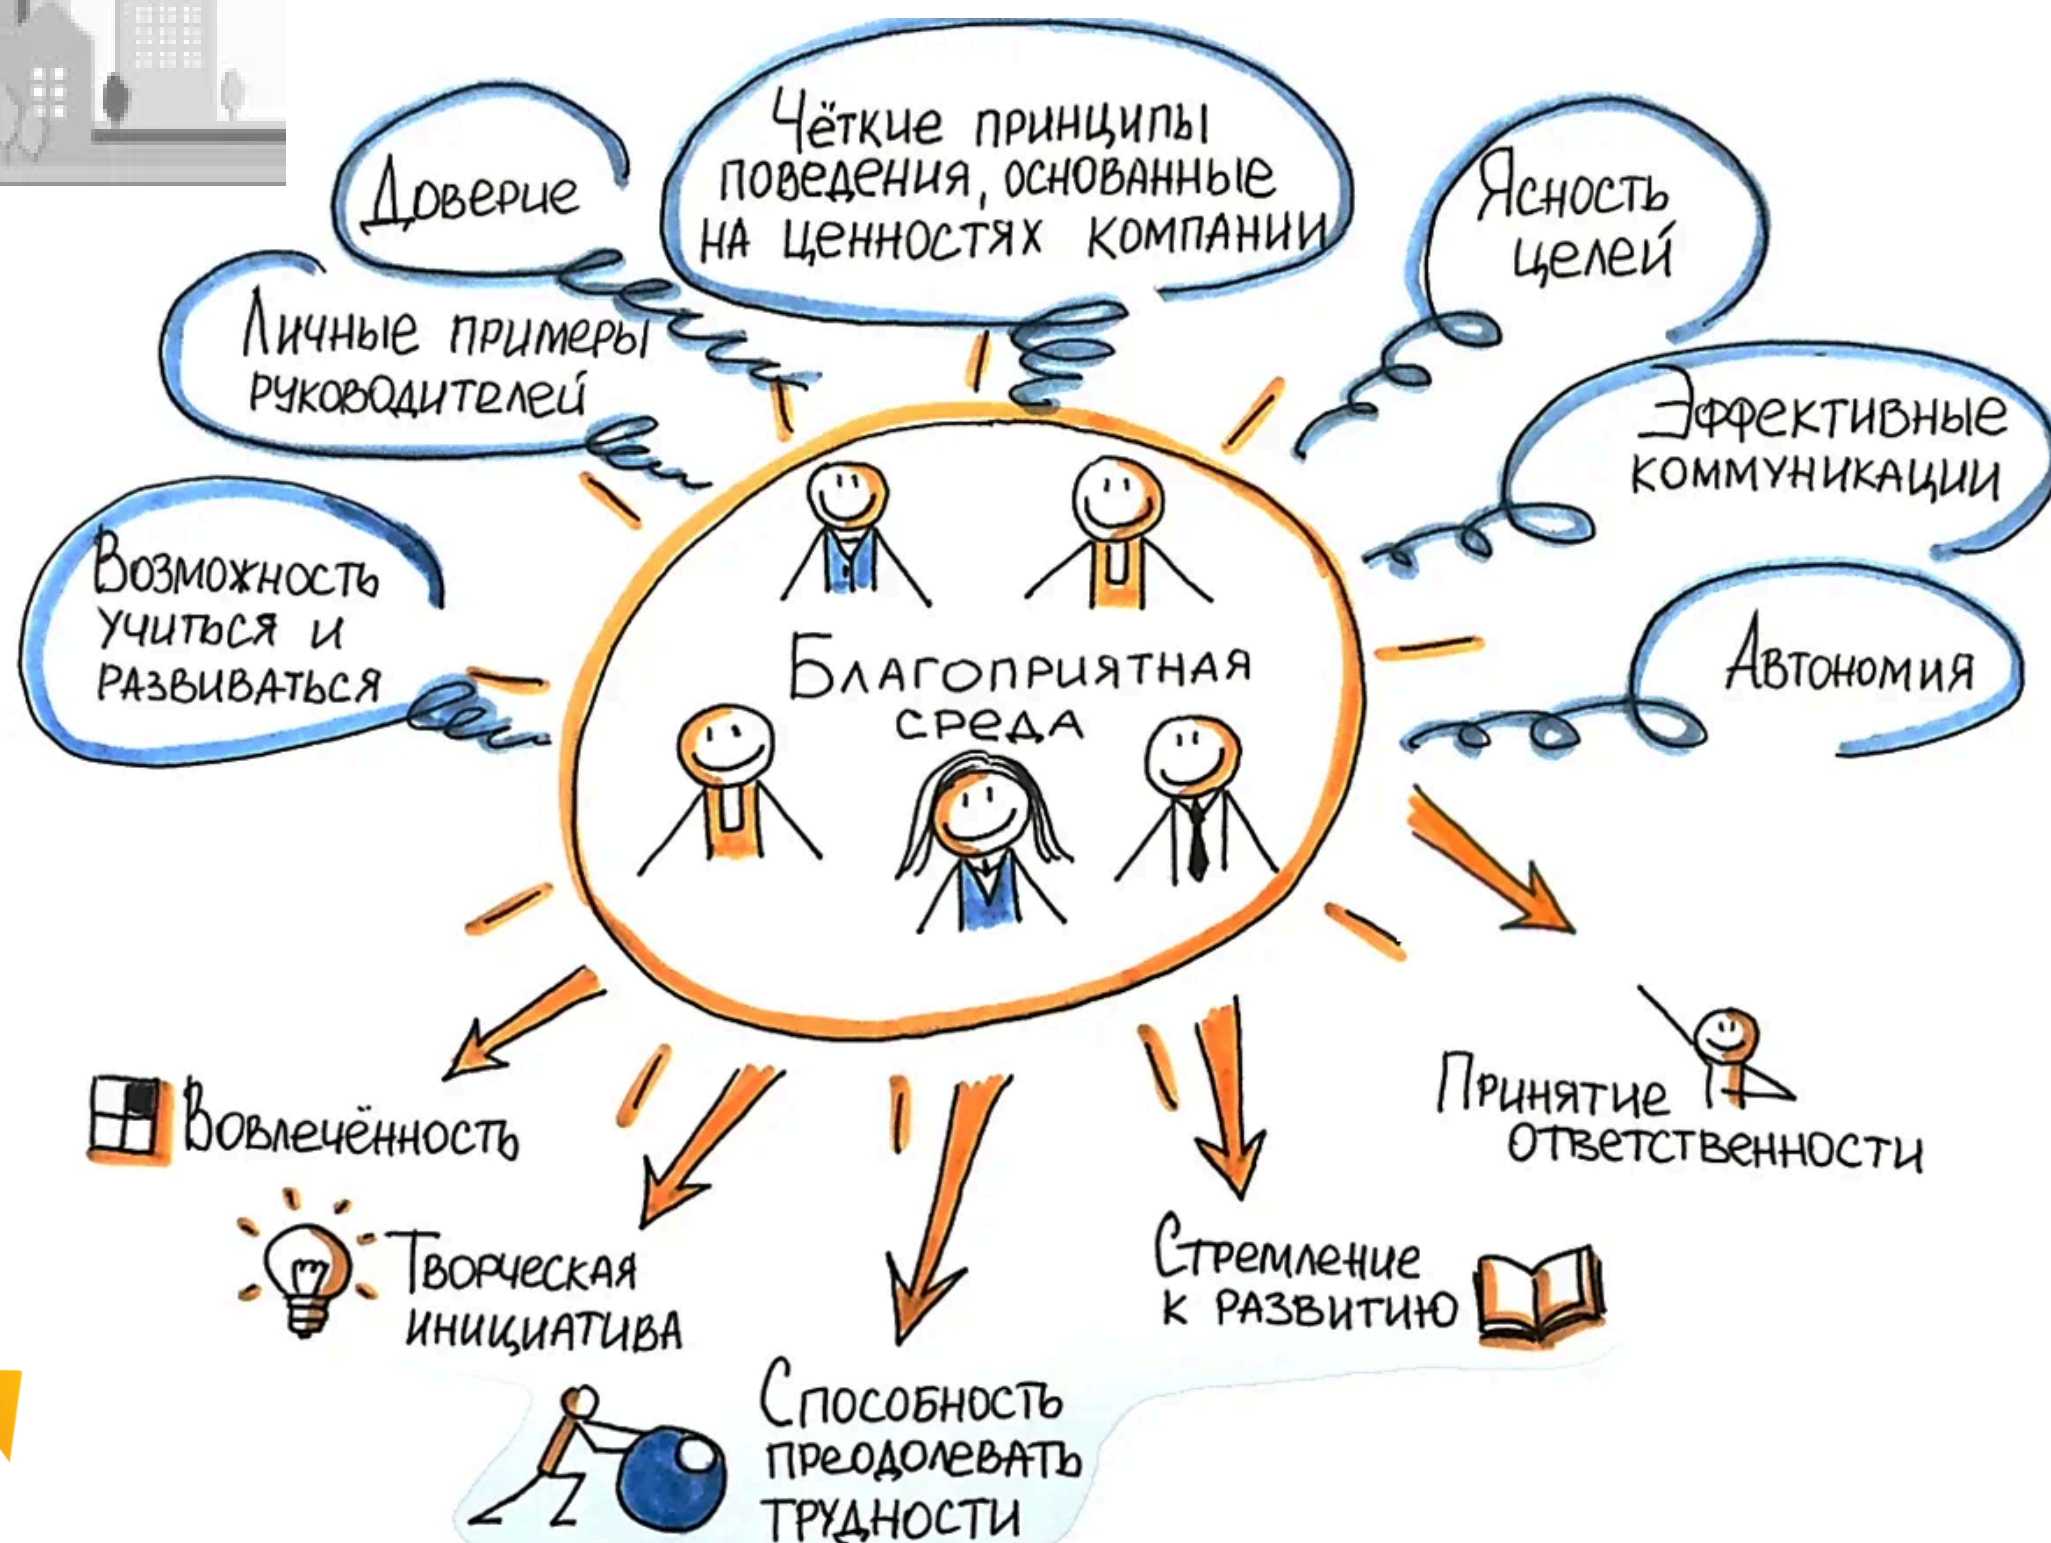 Доверие
Чёткие принципы
поведения, основанные
на ценностях компании
Ясность
целей
Личные примеры
руководителей
Эффективные
коммуникации
Возможность
учиться и
развиваться
Автономия
Благоприятная
среда
Вовлечённость
Принятие
ответственности
Творческая
инициатива
Стремление
к развитию
Способность
преодолевать
трудности